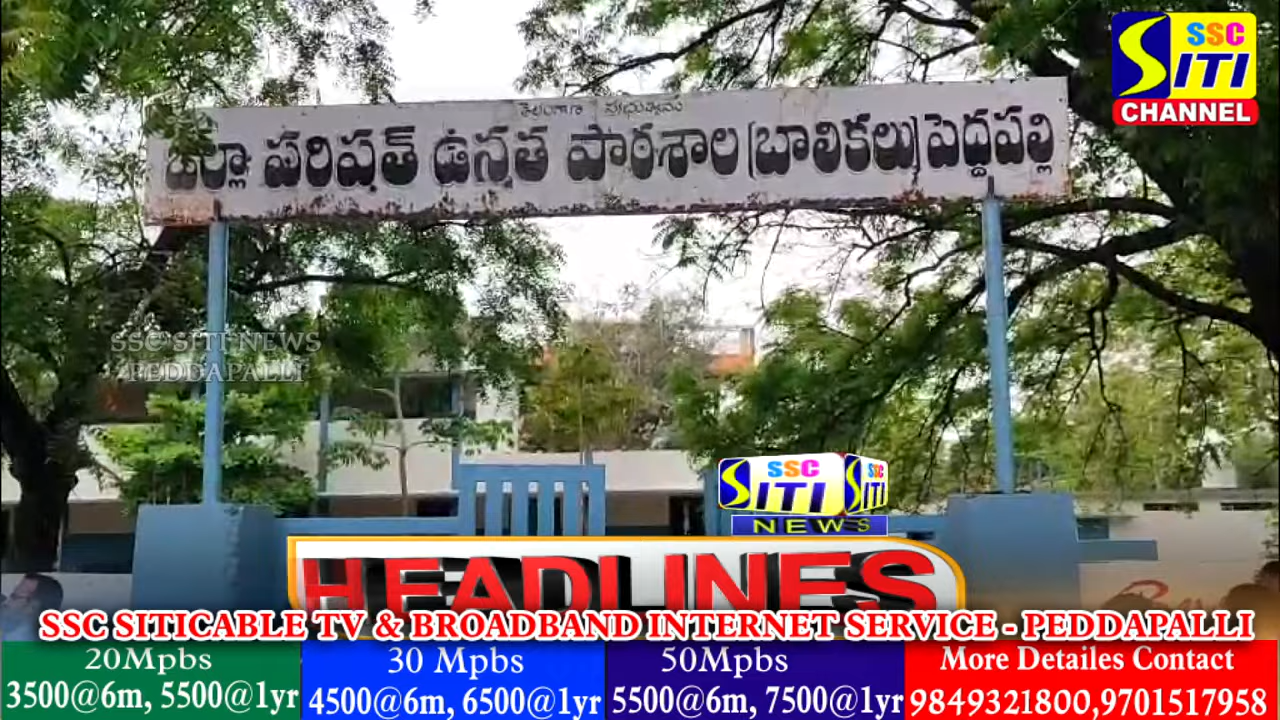 SSC
SITI
CHANNEL
తెలంగాణ ప్రభుత్వము
జిల్లా పరిషత్ ఉన్నత పాఠశాల (బాలికలు) పెద్దపల్లి
SSC SITI NEWS
PEDDAPALLI
SSC SSC
SITI SITI
NEWS
HEADLINES
SSC SITICABLE TV & BROADBAND INTERNET SERVICE - PEDDAPALLI
20Mpbs 30 Mpbs 50Mpbs More Detailes Contact
3500@6m, 5500@1yr 4500@6m, 6500@1yr 5500@6m, 7500@1yr 9849321800,9701517958